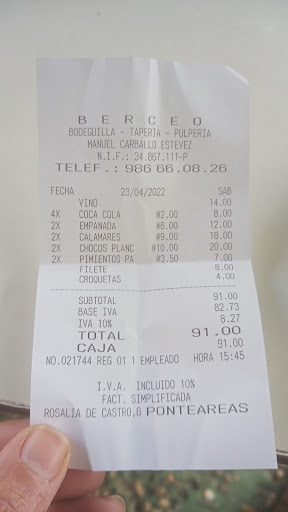 B E R C E O
BODEGUILLA - TAPERIA - PULPERIA
MANUEL CARBALLO ESTEVEZ
N.I.F.: 34.867.111-P
TELEF.: 986 66.08.26
FECHA 23/04/2022 SAB
VINO 14.00
4X COCA COLA #2.00 8.00
2X EMPANADA #6.00 12.00
2X CALAMARES #9.00 18.00
2X CHOCOS PLANC #10.00 20.00
2X PIMIENTOS PA #3.50 7.00
FILETE 8.00
CROQUETAS 4.00
SUBTOTAL 91.00
BASE IVA 82.73
IVA 10% 8.27
TOTAL 91.00
CAJA 91.00
NO.021744 REG 01 1 EMPLEADO HORA 15:45
I.V.A. INCLUIDO 10%
FACT. SIMPLIFICADA
ROSALIA DE CASTRO,6 PONTEAREAS